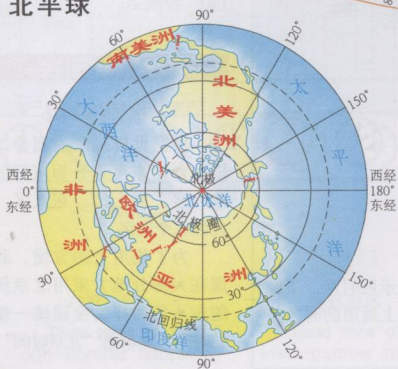 北半球
90°
60°
120°
南美洲
北美洲
太平洋
30°
150°
大西洋
西经
0°
东经
北极
北冰洋
西经
180°
东经
非洲
欧洲
北极圈
60°
亚洲
30°
30°
150°
北回归线
印度洋
60°
120°
90°